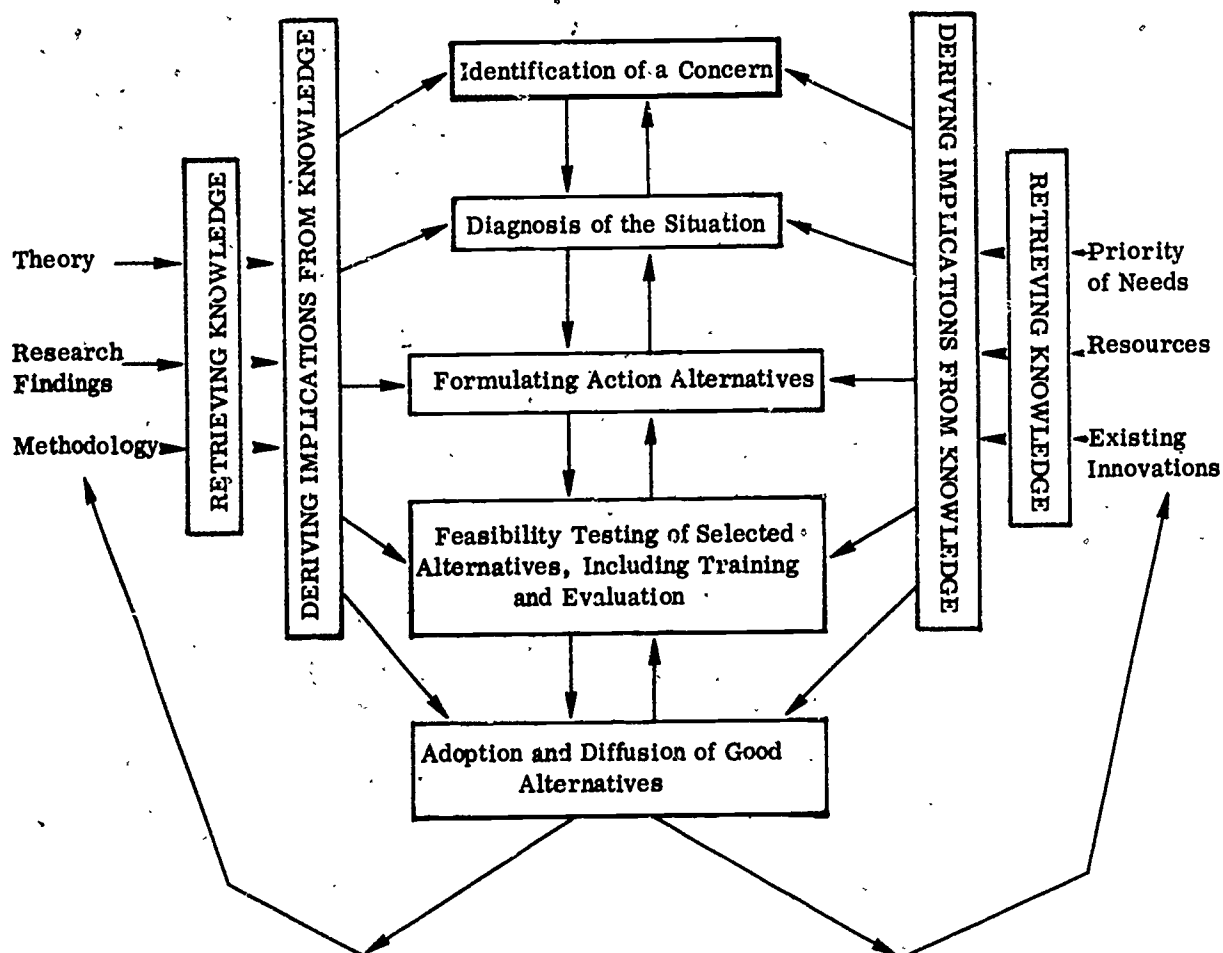 Identification of a Concern
Diagnosis of the Situation
Formulating Action Alternatives
Feasibility Testing of Selected
Alternatives, Including Training
and Evaluation
Adoption and Diffusion of Good
Alternatives
Theory
Research
Findings
Methodology
RETRIEVING KNOWLEDGE
DERIVING IMPLICATIONS FROM KNOWLEDGE
DERIVING IMPLICATIONS FROM KNOWLEDGE
RETRIEVING KNOWLEDGE
Priority
of Needs
Resources
Existing
Innovations